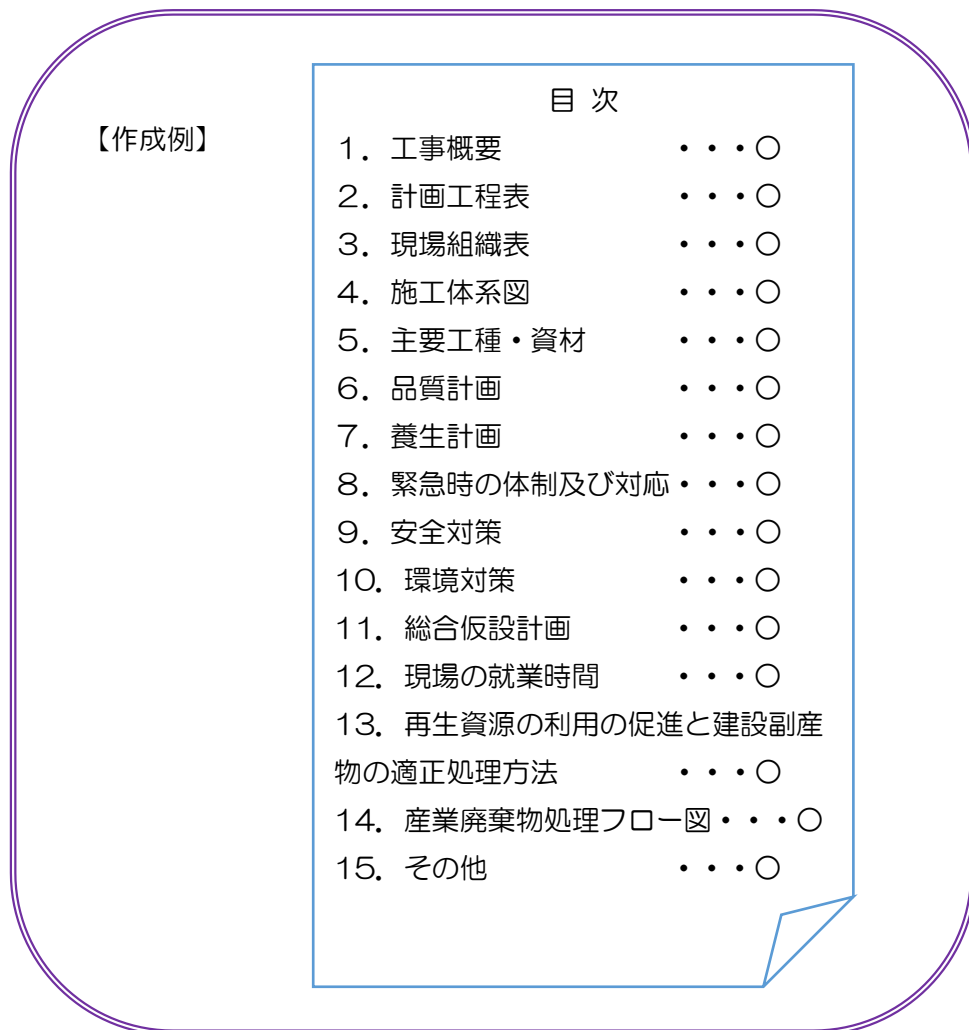 目 次
【作成例】
１．工事概要 ・・・○
２．計画工程表 ・・・○
３．現場組織表 ・・・○
４．施工体系図 ・・・○
５．主要工種・資材 ・・・○
６．品質計画 ・・・○
７．養生計画 ・・・○
８．緊急時の体制及び対応・・・○
９．安全対策 ・・・○
10．環境対策 ・・・○
11．総合仮設計画 ・・・○
12．現場の就業時間 ・・・○
13．再生資源の利用の促進と建設副産
物の適正処理方法 ・・・○
14．産業廃棄物処理フロー図・・・○
15．その他 ・・・○